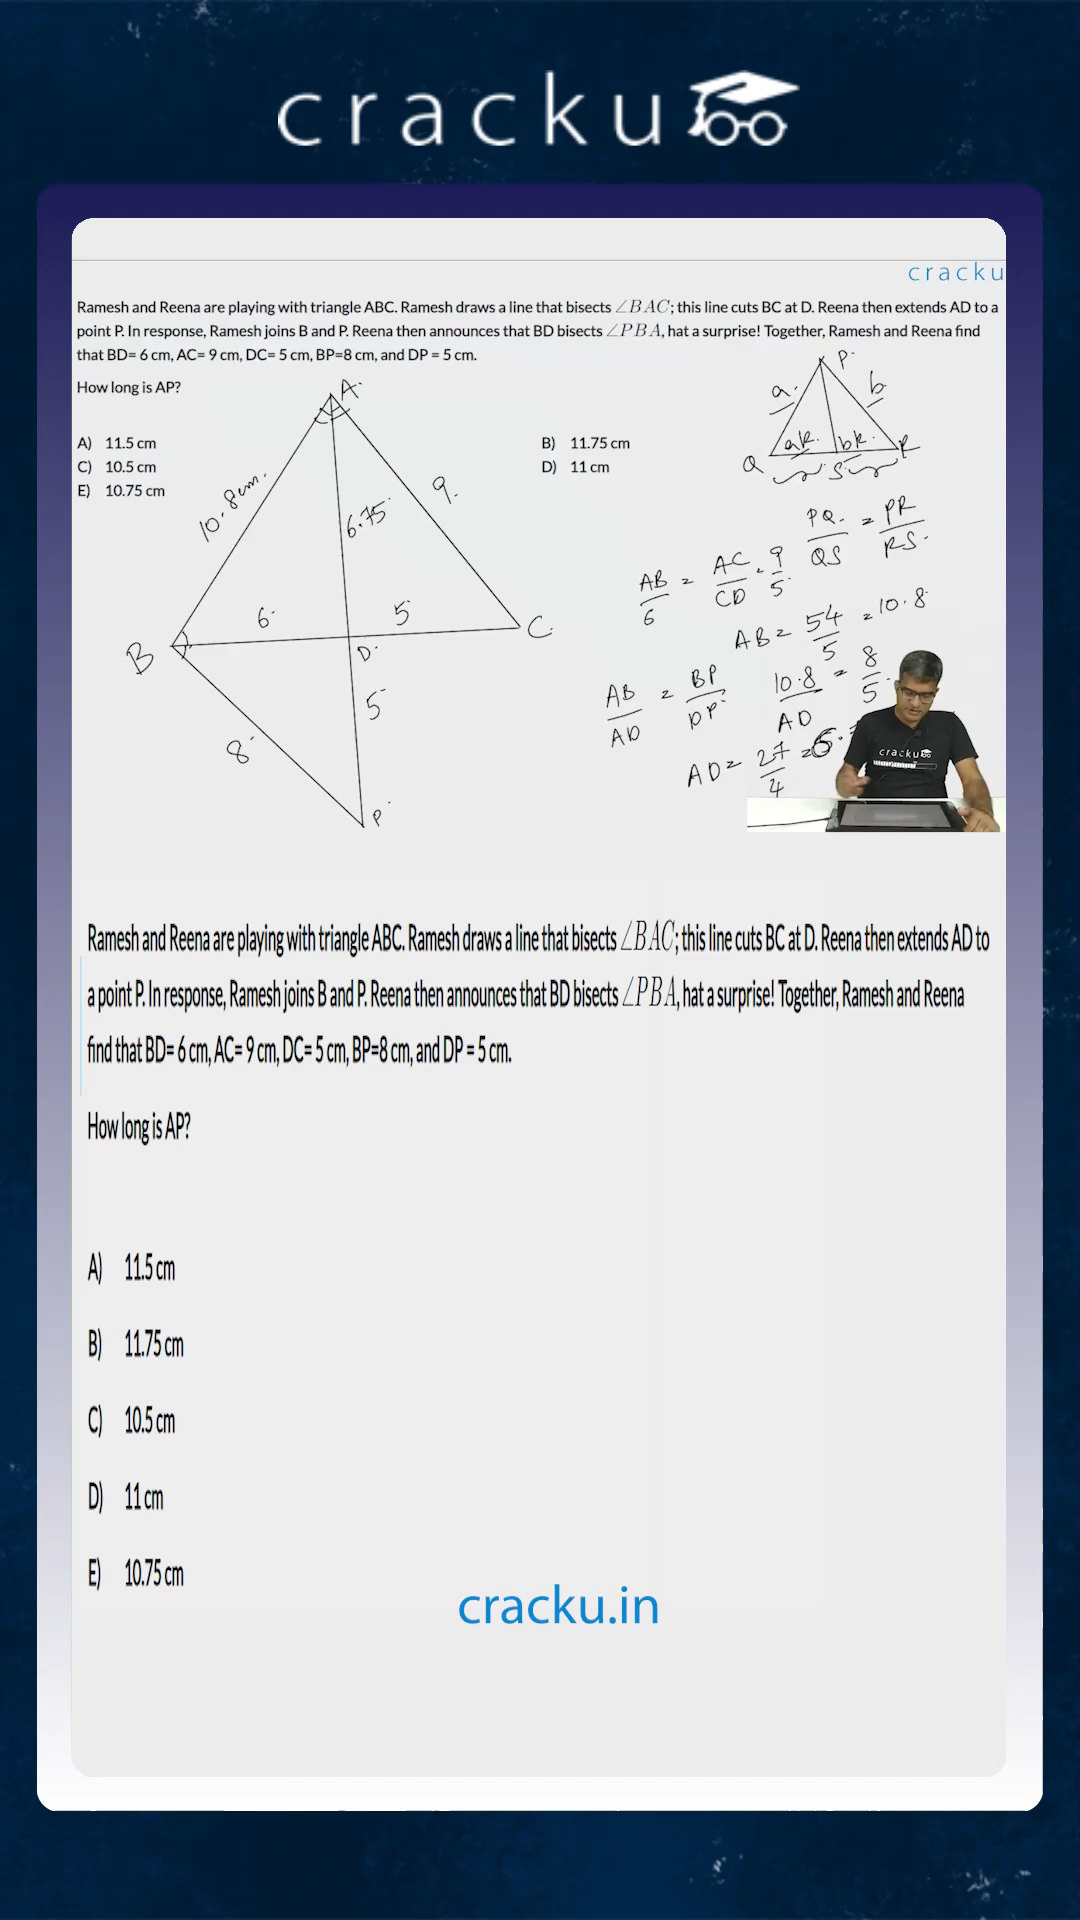 cracku
cracku
Ramesh and Reena are playing with triangle ABC. Ramesh draws a line that bisects ∠BAC; this line cuts BC at D. Reena then extends AD to a
point P. In response, Ramesh joins B and P. Reena then announces that BD bisects ∠PBA, hat a surprise! Together, Ramesh and Reena find
that BD= 6 cm, AC= 9 cm, DC= 5 cm, BP=8 cm, and DP = 5 cm.
How long is AP?
A) 11.5 cm
B) 11.75 cm
C) 10.5 cm
D) 11 cm
E) 10.75 cm
A
10.8cm.
6.75
9.
6
5
B
D
C
5
8
P
P
a
b
ak
bk
Q
S
R
PQ/QS = PR/RS
AB/6 = AC/CD = 9/5
AB = 54/5 = 10.8
AB/AD = BP/DP
10.8/AD = 8/5
AD = 27/4 = 6.
cracku
Ramesh and Reena are playing with triangle ABC. Ramesh draws a line that bisects ∠BAC; this line cuts BC at D. Reena then extends AD to
a point P. In response, Ramesh joins B and P. Reena then announces that BD bisects ∠PBA, hat a surprise! Together, Ramesh and Reena
find that BD= 6 cm, AC= 9 cm, DC= 5 cm, BP=8 cm, and DP = 5 cm.
How long is AP?
A) 11.5 cm
B) 11.75 cm
C) 10.5 cm
D) 11 cm
E) 10.75 cm
cracku.in